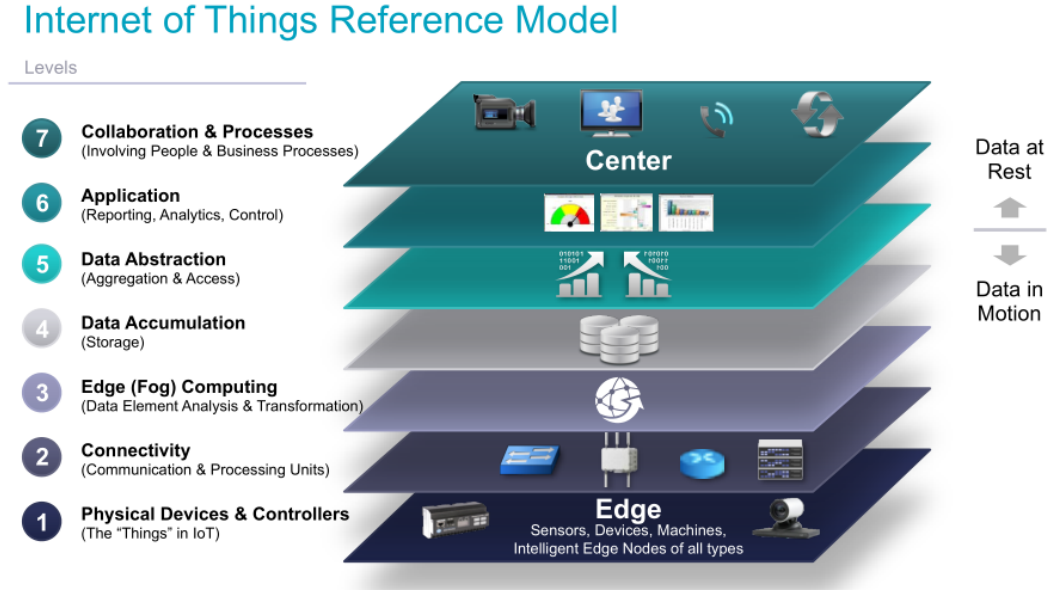 Internet of Things Reference Model
Levels
7
Collaboration & Processes
(Involving People & Business Processes)
6
Application
(Reporting, Analytics, Control)
5
Data Abstraction
(Aggregation & Access)
4
Data Accumulation
(Storage)
3
Edge (Fog) Computing
(Data Element Analysis & Transformation)
2
Connectivity
(Communication & Processing Units)
1
Physical Devices & Controllers
(The “Things” in IoT)
Center
010101
11001
001
Edge
Sensors, Devices, Machines,
Intelligent Edge Nodes of all types
Data at
Rest
Data in
Motion